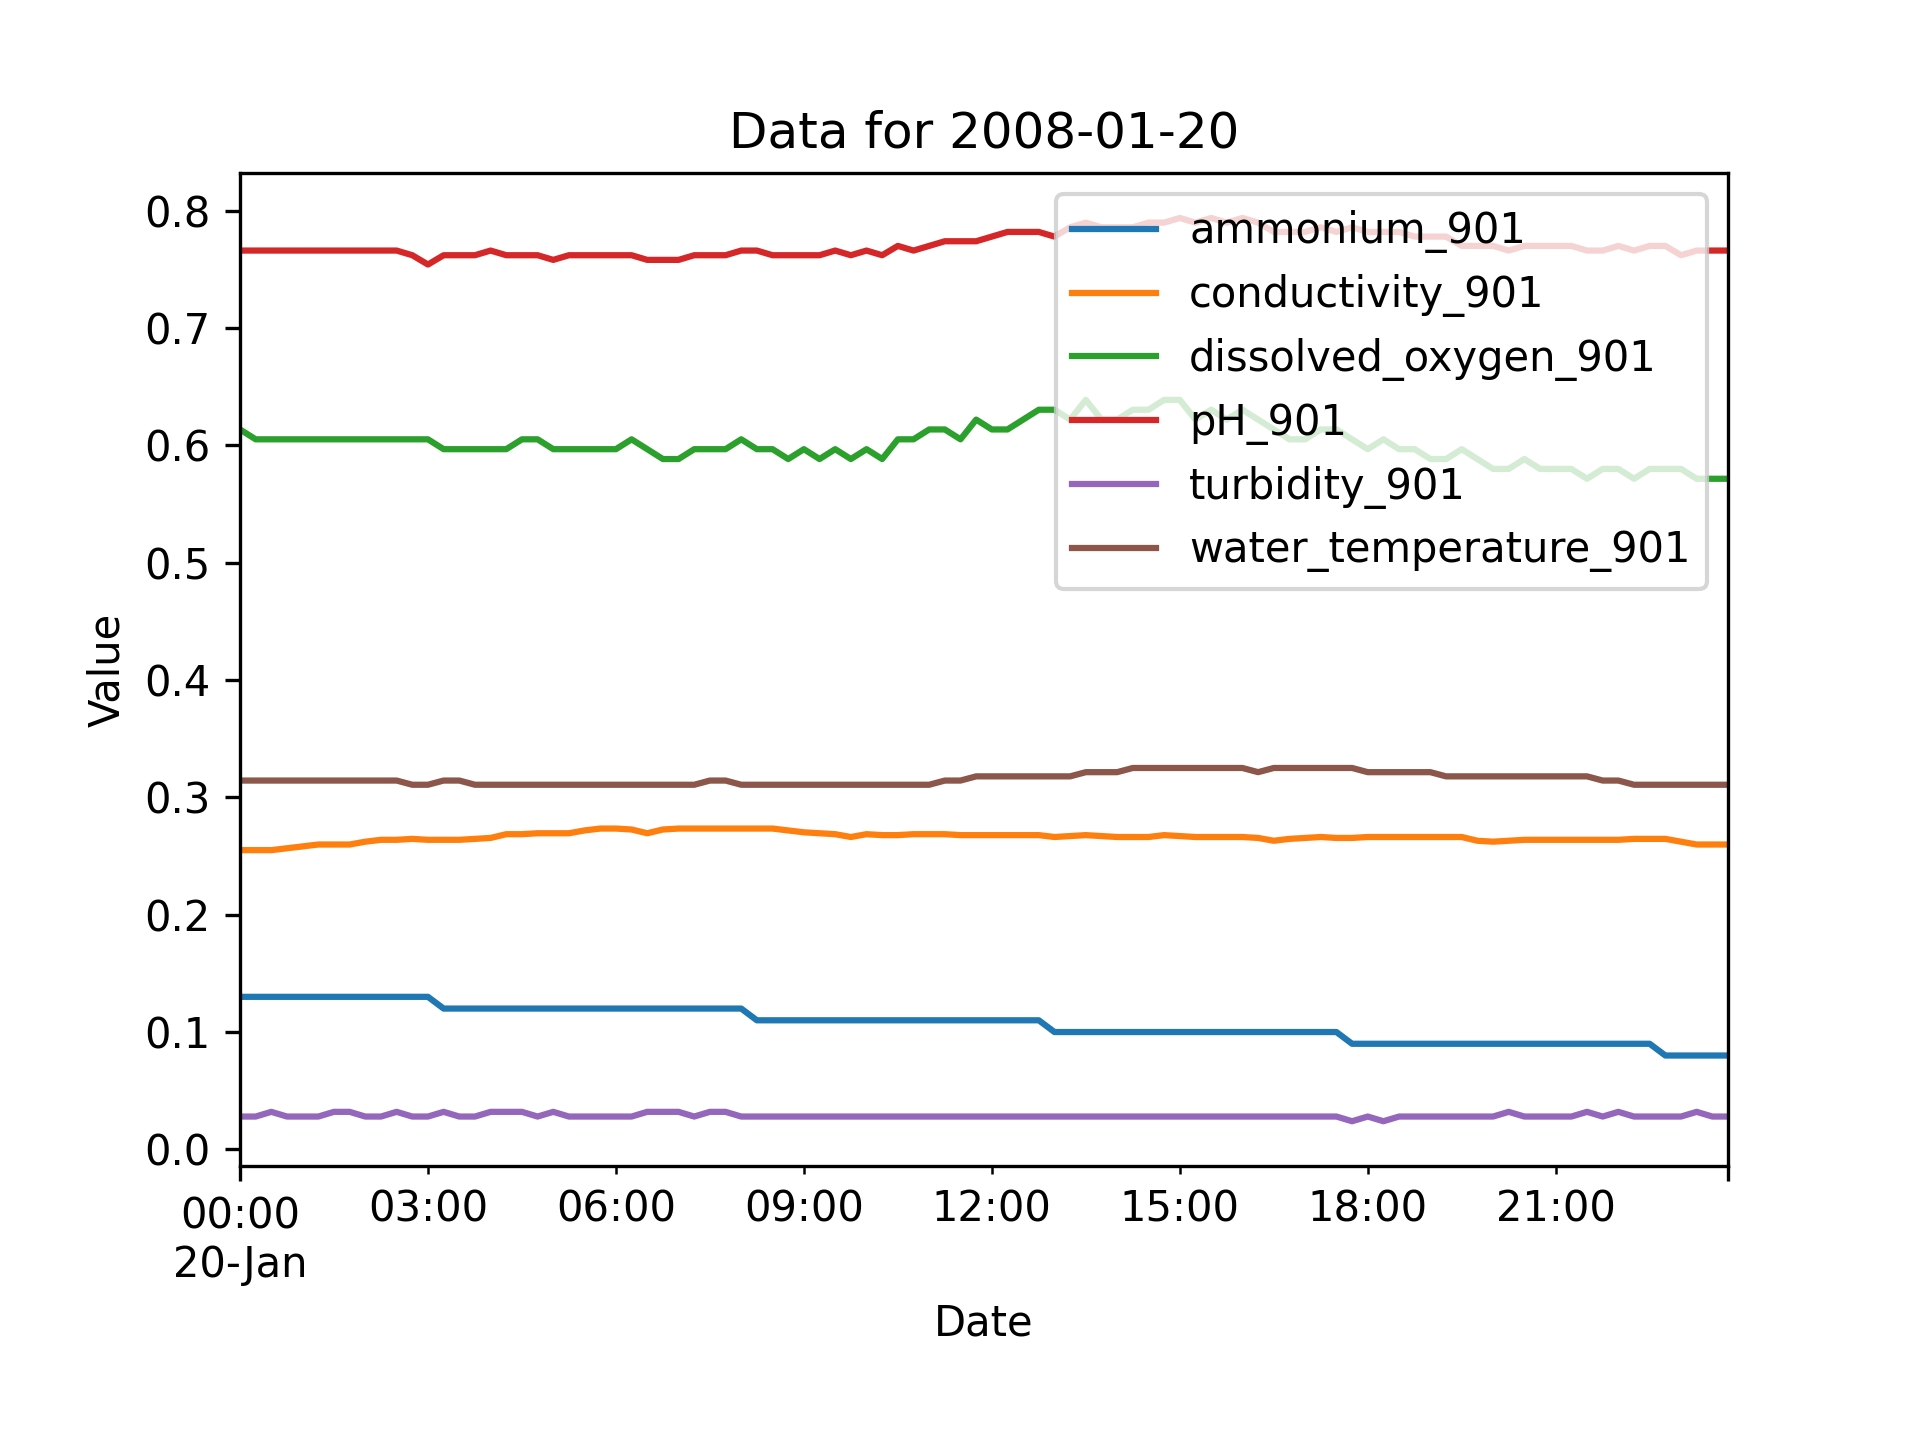 Data for 2008-01-20
ammonium_901
conductivity_901
dissolved_oxygen_901
pH_901
turbidity_901
water_temperature_901
Value
0.8
0.7
0.6
0.5
0.4
0.3
0.2
0.1
0.0
00:00 03:00 06:00 09:00 12:00 15:00 18:00 21:00
20-Jan
Date